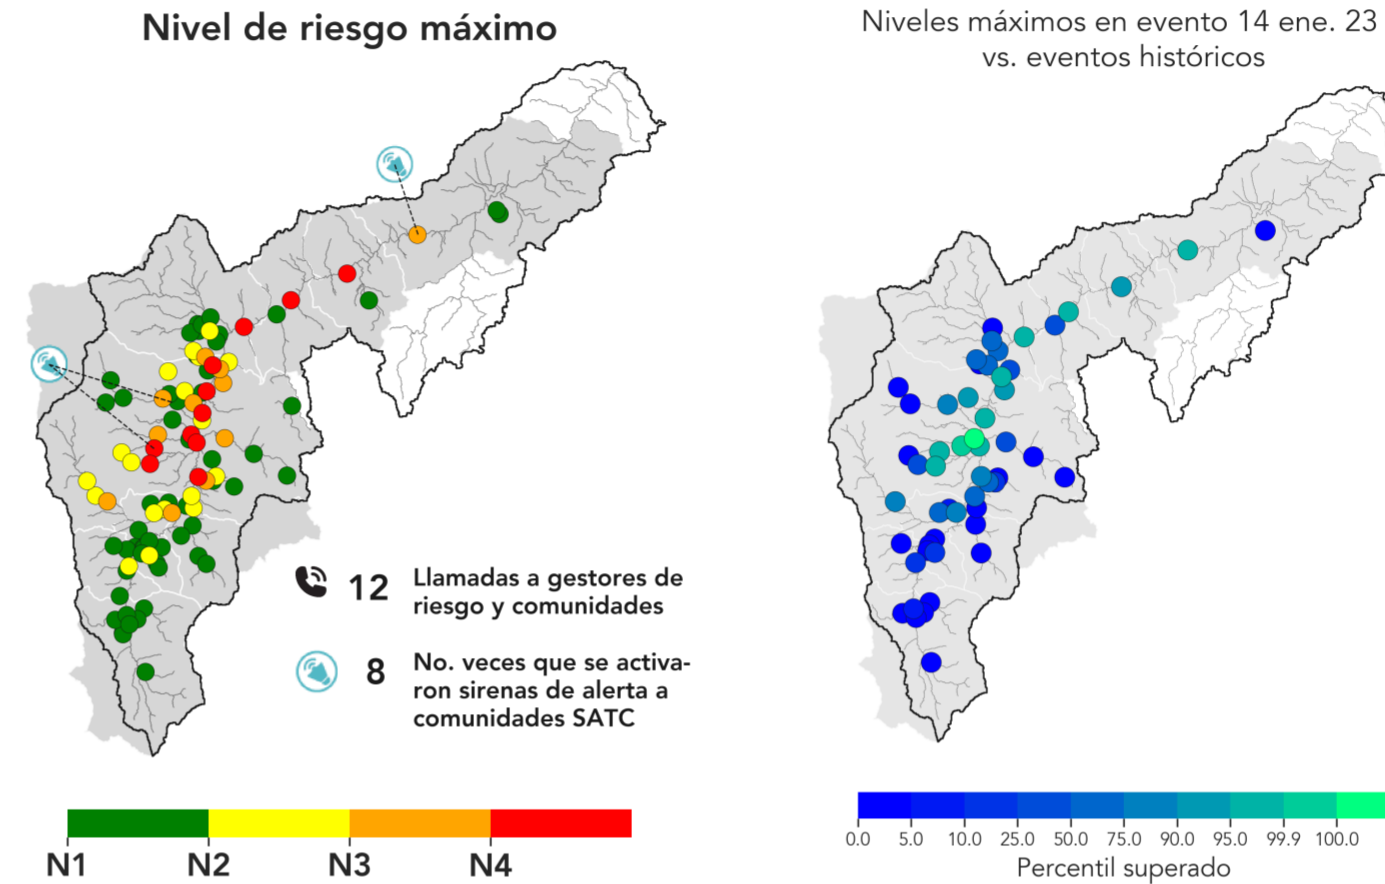 Nivel de riesgo máximo
12 Llamadas a gestores de
riesgo y comunidades
8 No. veces que se activa-
ron sirenas de alerta a
comunidades SATC
N1 N2 N3 N4
Niveles máximos en evento 14 ene. 23
vs. eventos históricos
0.0 5.0 10.0 25.0 50.0 75.0 90.0 95.0 99.9 100.0
Percentil superado